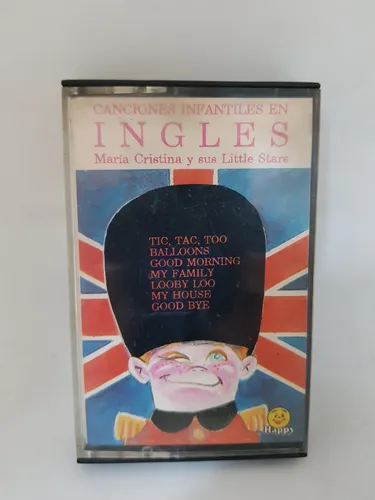 CANCIONES INFANTILES EN
INGLES
María Cristina y sus Little Stars
TIC, TAC, TOO
BALLOONS
GOOD MORNING
MY FAMILY
LOOBY LOO
MY HOUSE
GOOD BYE
Happy